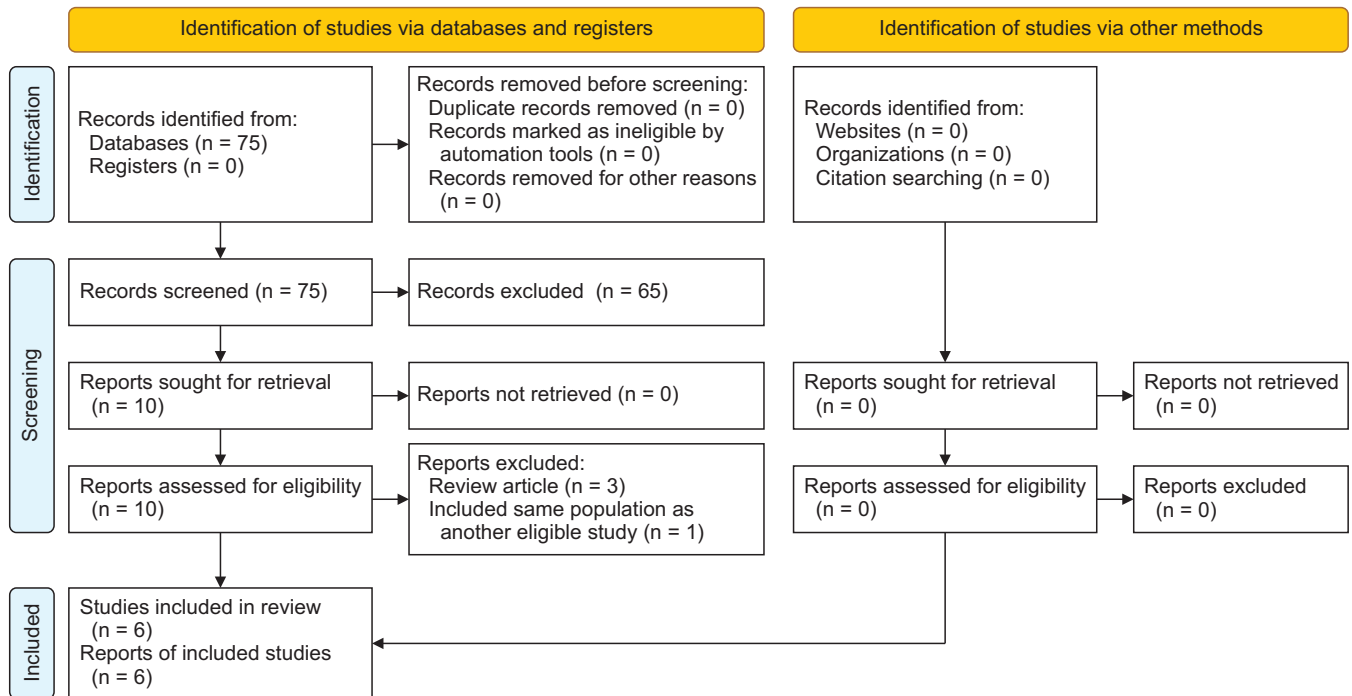 Identification of studies via databases and registers
Identification of studies via other methods
Identification
Records identified from:
Databases (n = 75)
Registers (n = 0)
Records removed before screening:
Duplicate records removed (n = 0)
Records marked as ineligible by
automation tools (n = 0)
Records removed for other reasons
(n = 0)
Records identified from:
Websites (n = 0)
Organizations (n = 0)
Citation searching (n = 0)
Screening
Records screened (n = 75)
Records excluded (n = 65)
Reports sought for retrieval
(n = 10)
Reports not retrieved (n = 0)
Reports sought for retrieval
(n = 0)
Reports not retrieved
(n = 0)
Reports assessed for eligibility
(n = 10)
Reports excluded:
Review article (n = 3)
Included same population as
another eligible study (n = 1)
Reports assessed for eligibility
(n = 0)
Reports excluded
(n = 0)
Included
Studies included in review
(n = 6)
Reports of included studies
(n = 6)